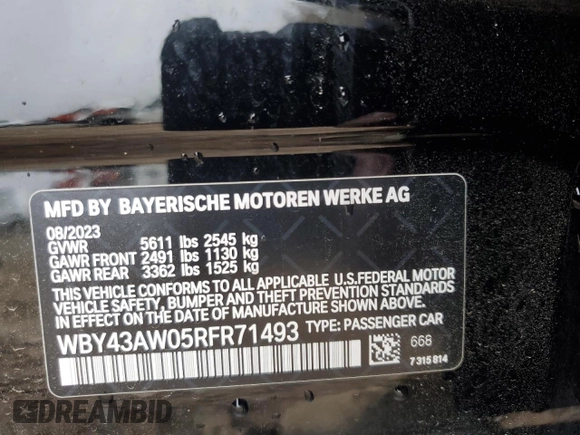 MFD BY BAYERISCHE MOTOREN WERKE AG
08/2023
GVWR 5611 lbs 2545 kg
GAWR FRONT 2491 lbs 1130 kg
GAWR REAR 3362 lbs 1525 kg
THIS VEHICLE CONFORMS TO ALL APPLICABLE U.S.FEDERAL MOTOR
VEHICLE SAFETY, BUMPER AND THEFT PREVENTION STANDARDS
IN EFFECT ON THE DATE OF MANUFACTURE SHOWN ABOVE.
WBY43AW05RFR71493 TYPE: PASSENGER CAR
668
7 315 814
DREAMBID